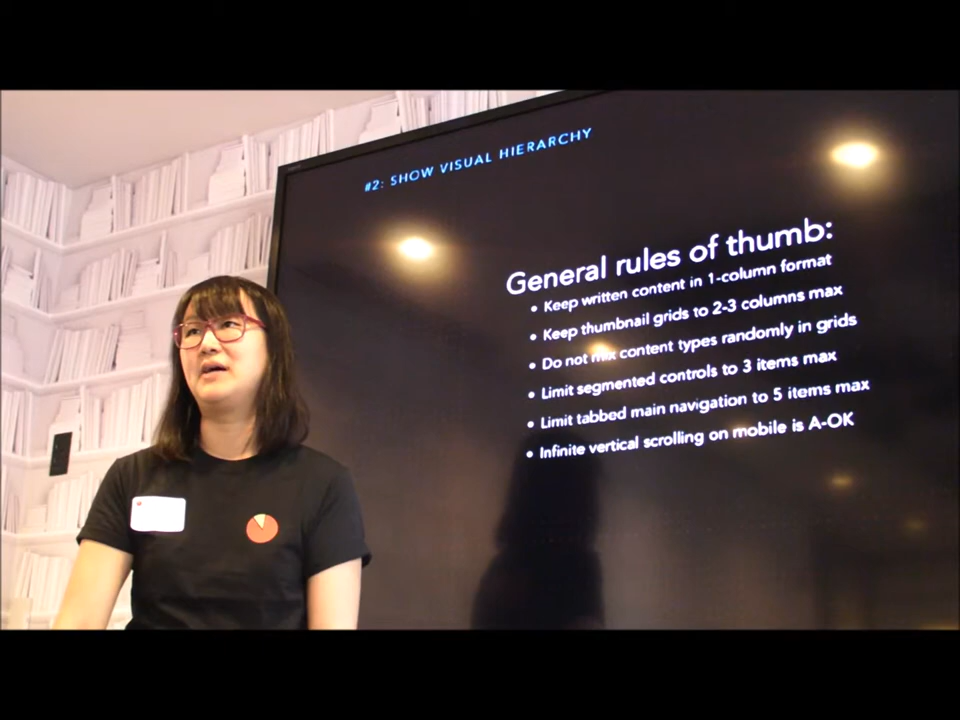 #2: SHOW VISUAL HIERARCHY
General rules of thumb:
• Keep written content in 1-column format
• Keep thumbnail grids to 2-3 columns max
• Do not mix content types randomly in grids
• Limit segmented controls to 3 items max
• Limit tabbed main navigation to 5 items max
• Infinite vertical scrolling on mobile is A-OK